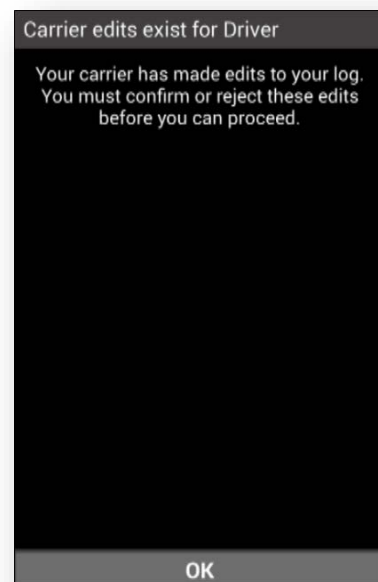 Carrier edits exist for Driver
Your carrier has made edits to your log.
You must confirm or reject these edits
before you can proceed.
OK